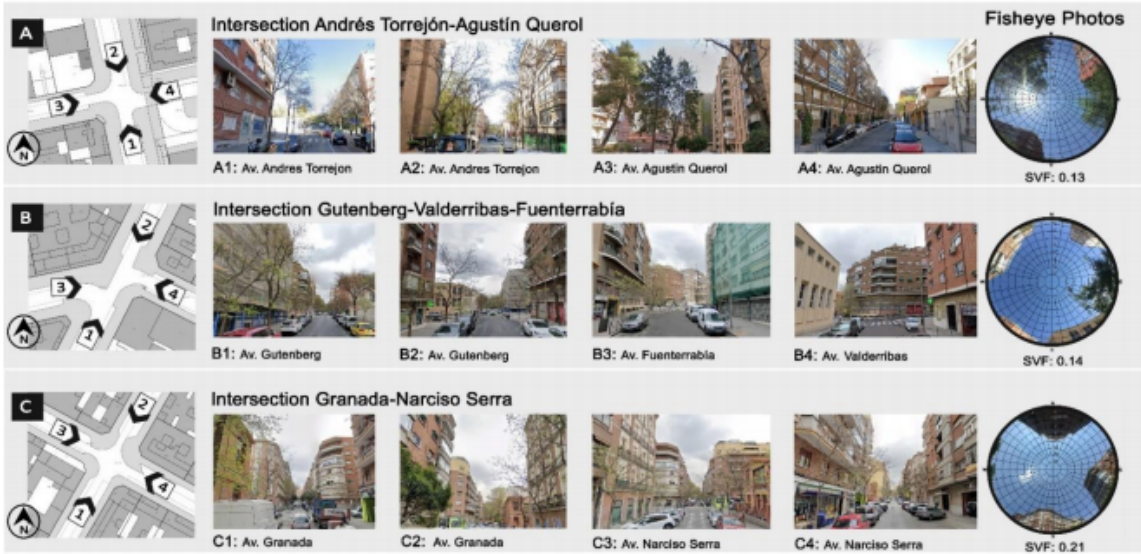 A
Intersection Andrés Torrejón-Agustín Querol
Fisheye Photos
2
4
3
1
N
A1: Av. Andres Torrejon
A2: Av. Andres Torrejon
A3: Av. Agustin Querol
A4: Av. Agustin Querol
SVF: 0.13
B
Intersection Gutenberg-Valderribas-Fuenterrabía
2
3
4
1
N
B1: Av. Gutenberg
B2: Av. Gutenberg
B3: Av. Fuenterrabía
B4: Av. Valderribas
SVF: 0.14
C
Intersection Granada-Narciso Serra
2
3
4
1
N
C1: Av. Granada
C2: Av. Granada
C3: Av. Narciso Serra
C4: Av. Narciso Serra
SVF: 0.21